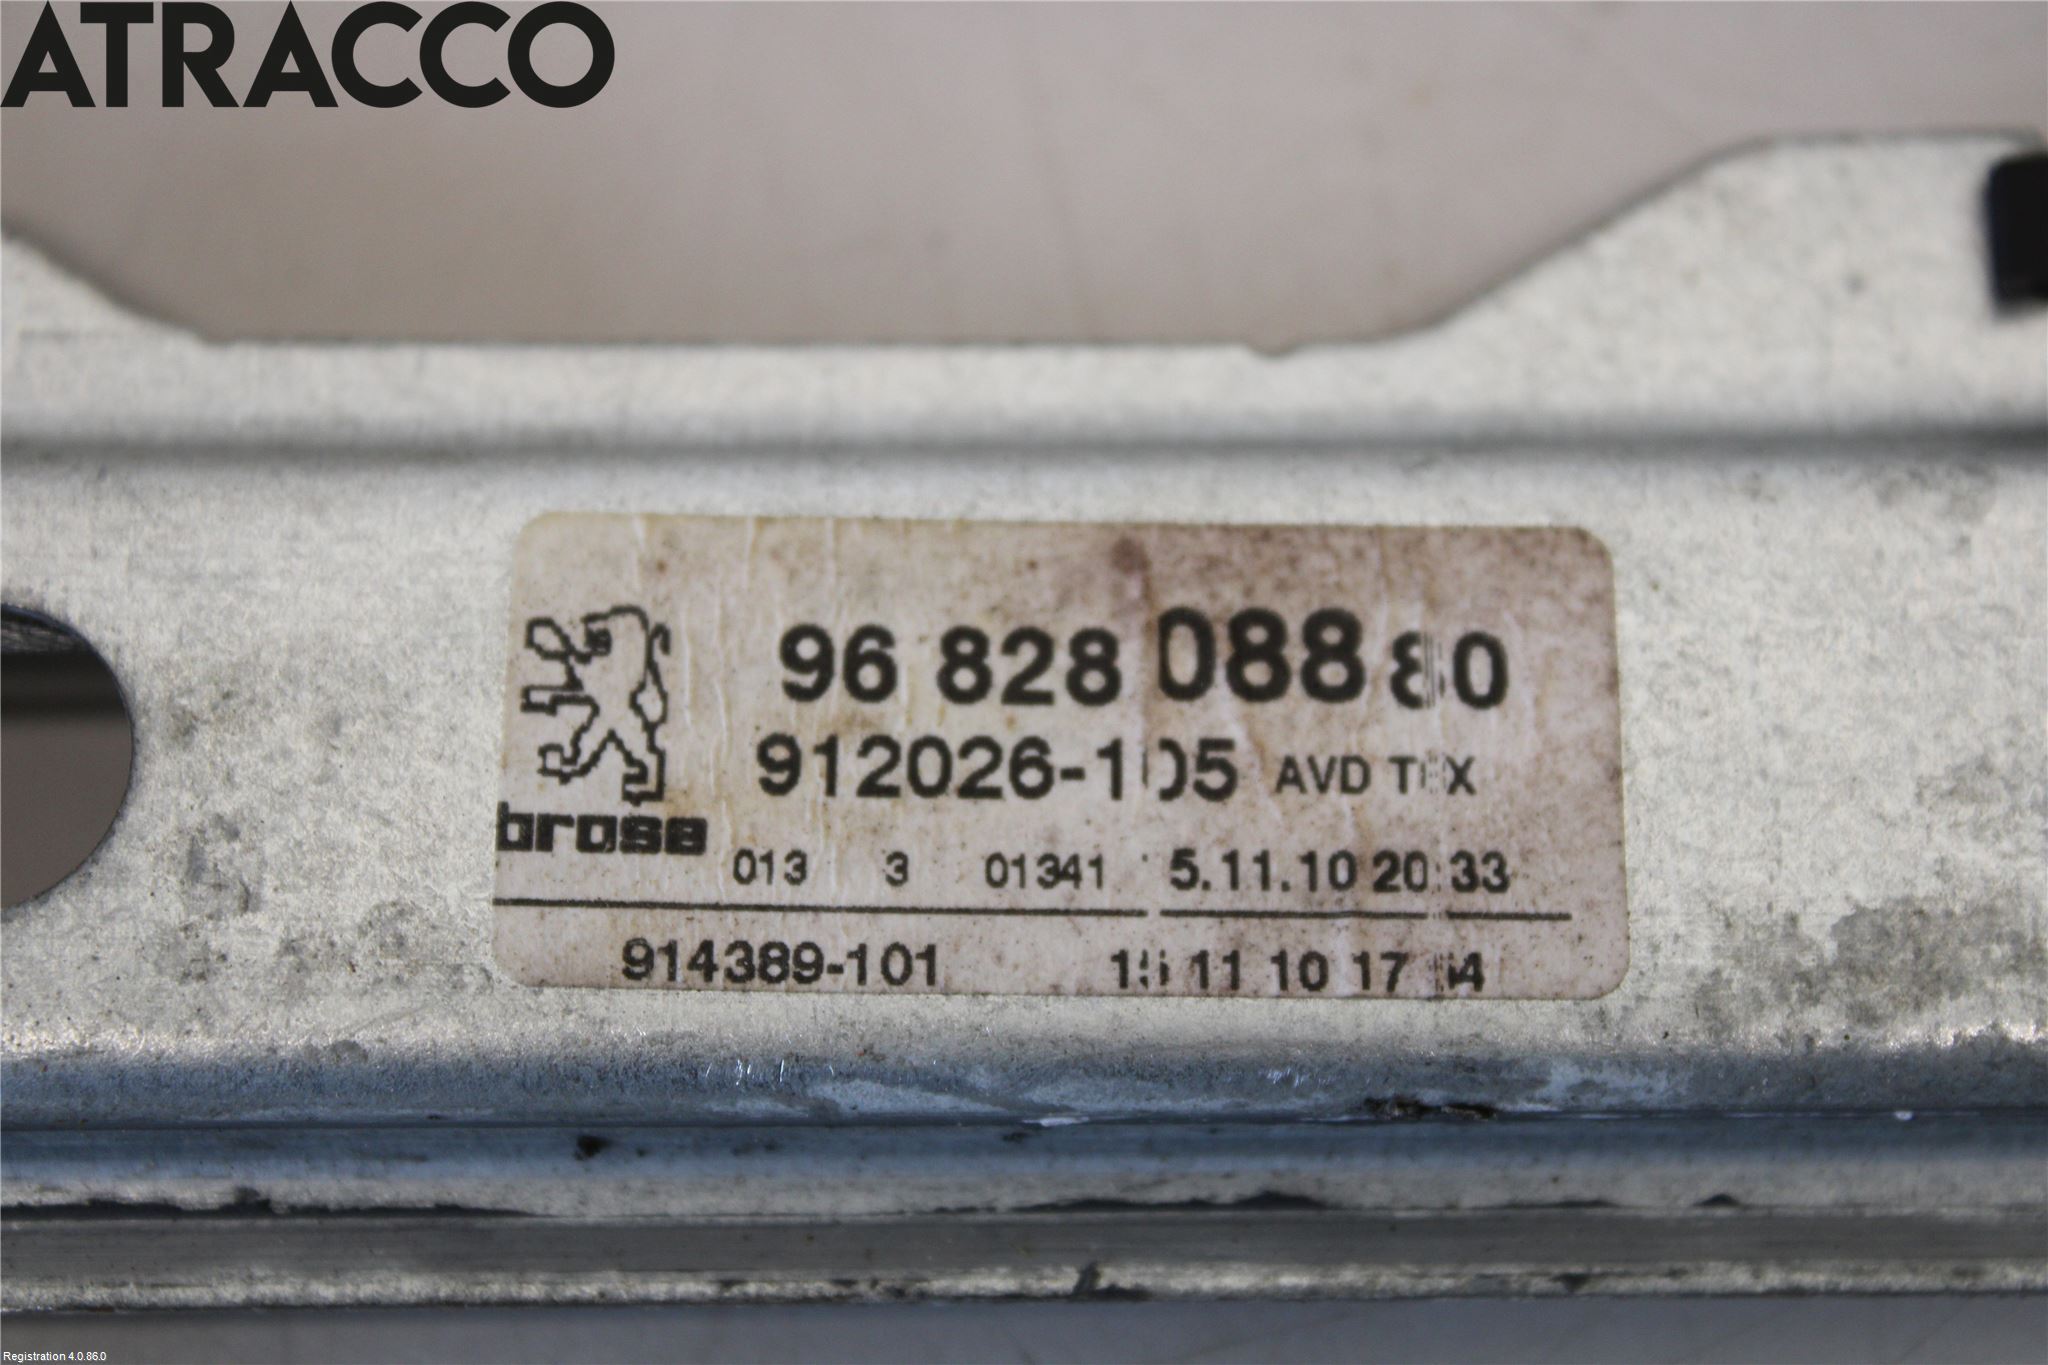 ATRACCO
96 828 088 80
912026-105 AVD
brose
013 3 01341 5.11.10 20:33
914389-101 11 10 17
Registration 4.0.86.0